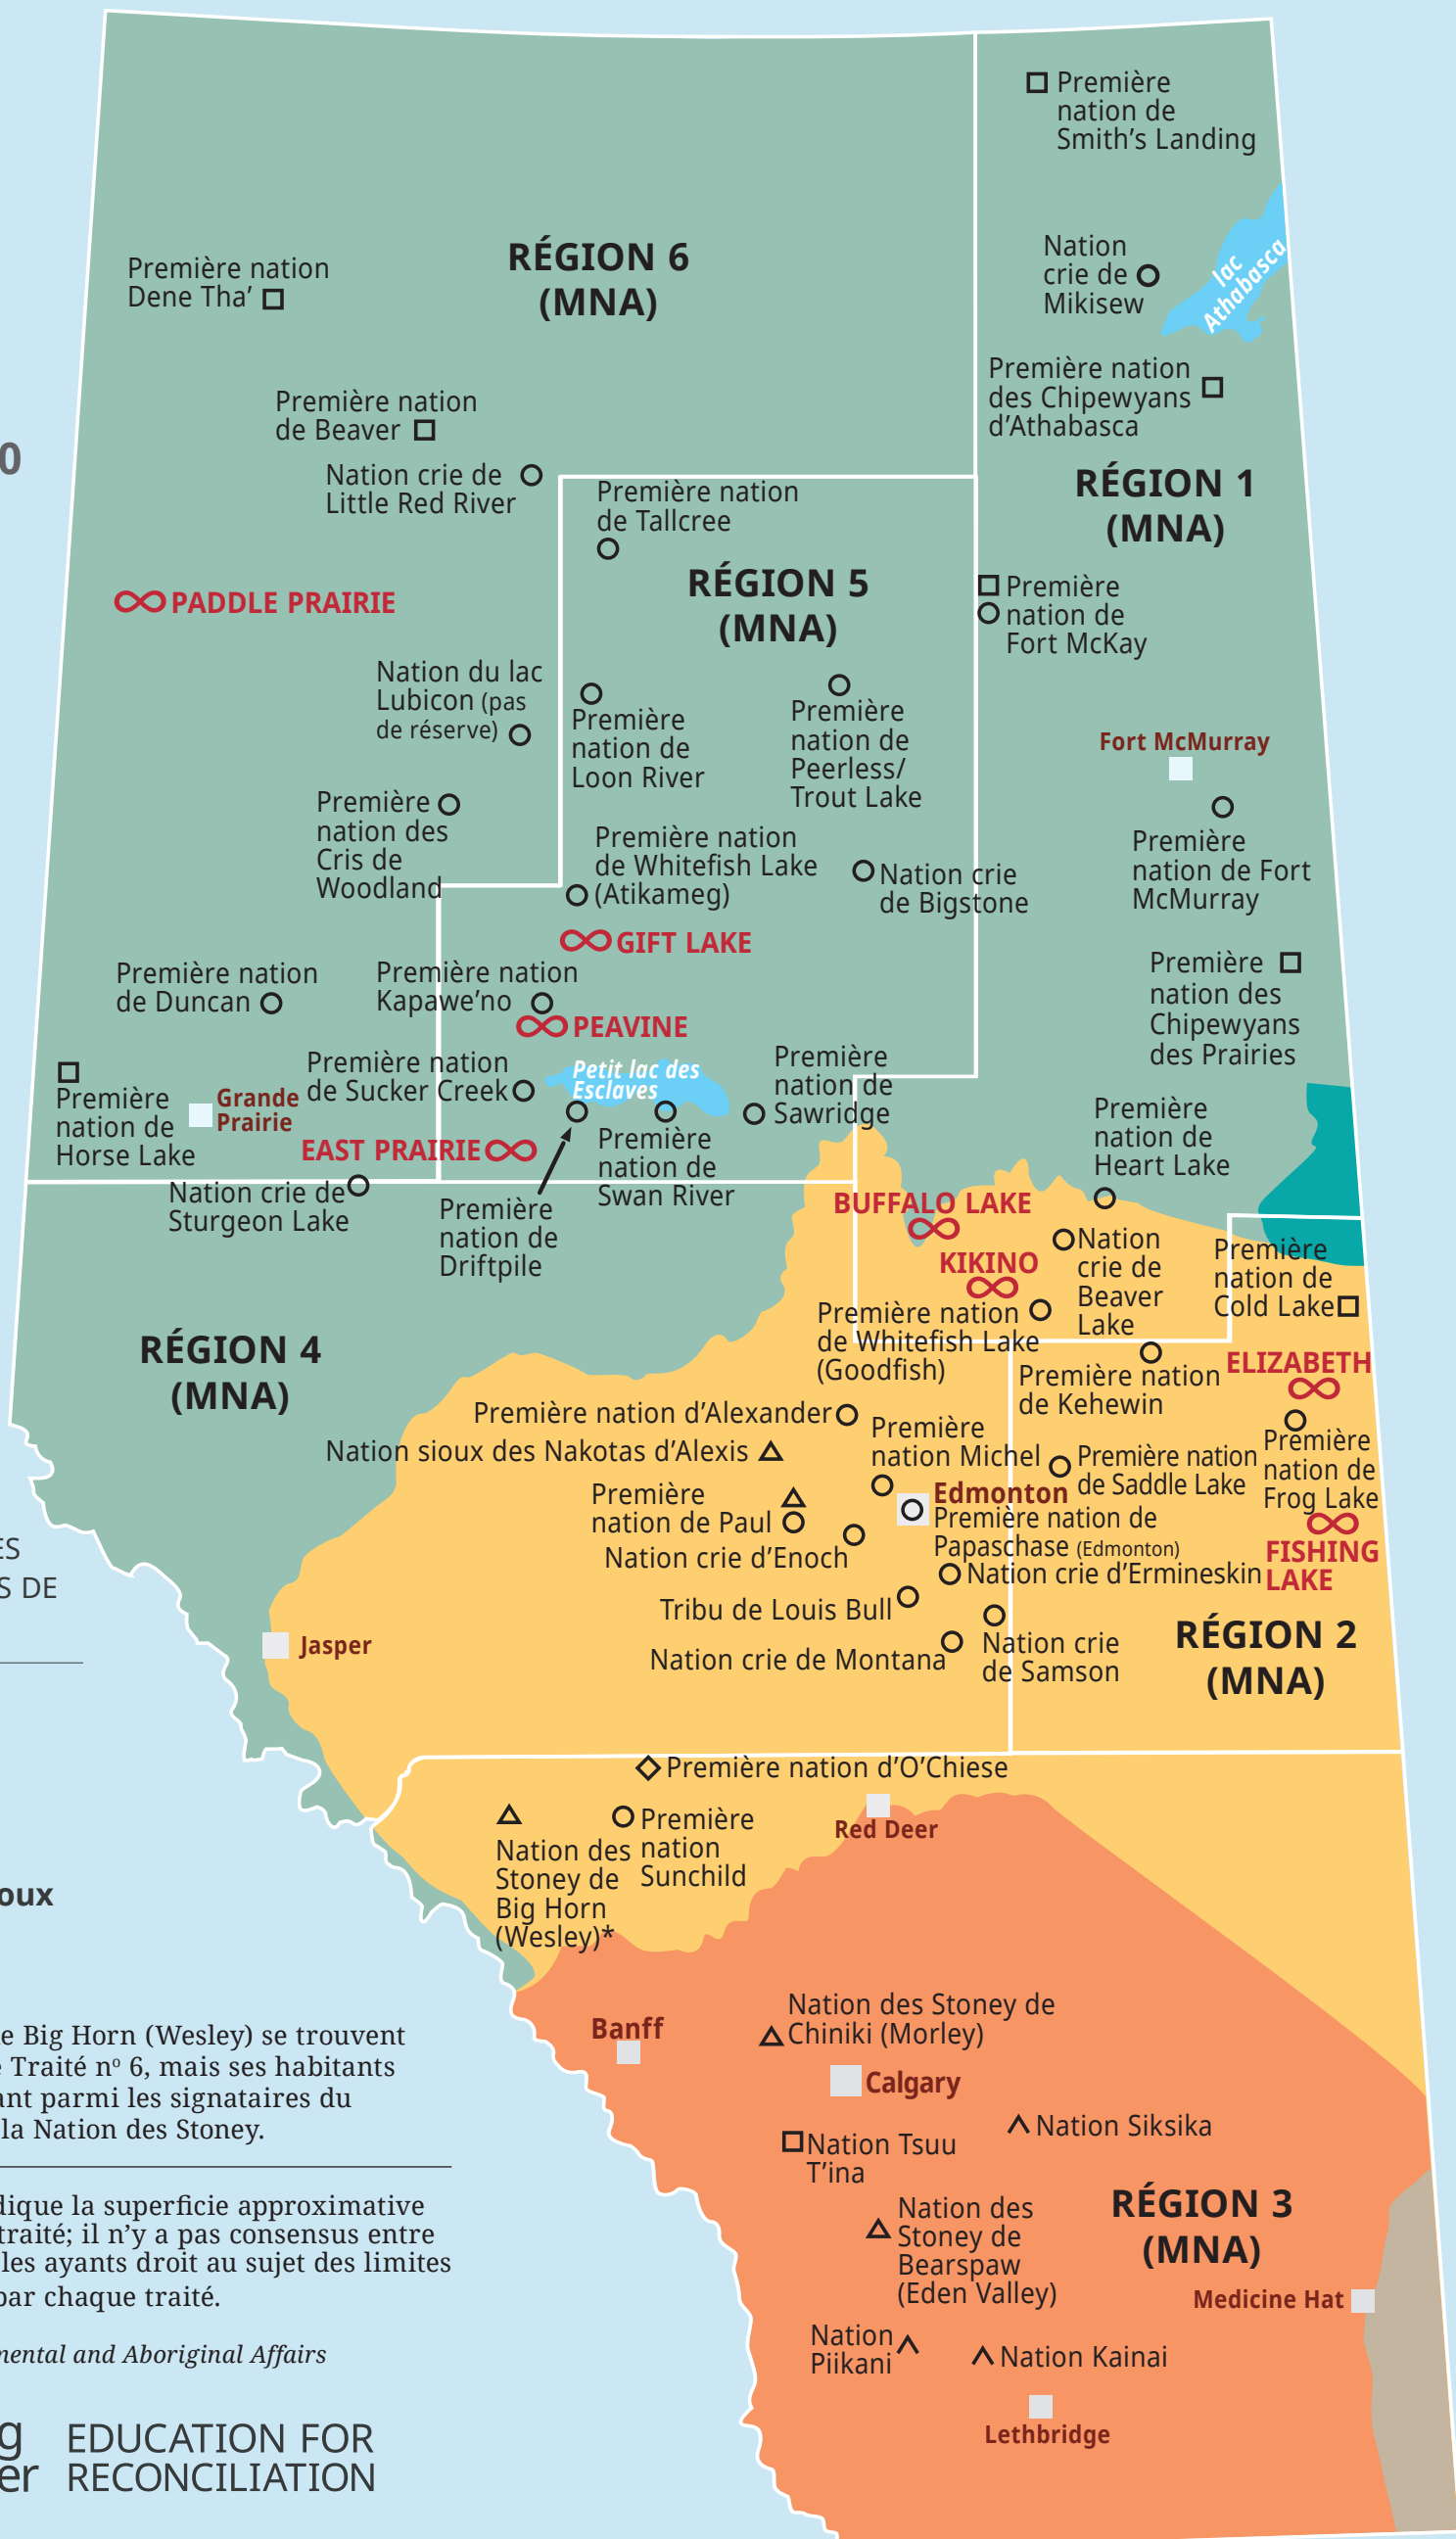 Première
nation de
Smith's Landing
RÉGION 6
(MNA)
Première nation
Dene Tha'
Nation
crie de
Mikisew
lac
Athabasca
Première nation
des Chipewyans
d'Athabasca
Première nation
de Beaver
0
Nation crie de
Little Red River
Première nation
de Tallcree
RÉGION 1
(MNA)
RÉGION 5
(MNA)
PADDLE PRAIRIE
Première
nation de
Fort McKay
Nation du lac
Lubicon (pas
de réserve)
Première
nation de
Loon River
Première
nation de
Peerless/
Trout Lake
Fort McMurray
Première
nation des
Cris de
Woodland
Première nation
de Whitefish Lake
(Atikameg)
Nation crie
de Bigstone
Première
nation de Fort
McMurray
GIFT LAKE
Première nation
de Duncan
Première nation
Kapawe'no
PEAVINE
Première
nation des
Chipewyans
des Prairies
Première
nation de
Horse Lake
Grande
Prairie
Première nation
de Sucker Creek
Petit lac des
Esclaves
Première
nation de
Sawridge
EAST PRAIRIE
Première
nation de
Swan River
Première
nation de
Heart Lake
Nation crie de
Sturgeon Lake
Première
nation de
Driftpile
BUFFALO LAKE
KIKINO
Nation
crie de
Beaver
Lake
Première
nation de
Cold Lake
Première nation
de Whitefish Lake
(Goodfish)
RÉGION 4
(MNA)
Première nation
de Kehewin
ELIZABETH
Première nation d'Alexander
Nation sioux des Nakotas d'Alexis
Première
nation Michel
Première nation
de Saddle Lake
Première
nation de
Frog Lake
Première
nation de Paul
Edmonton
Première nation de
Papaschase (Edmonton)
Nation crie d'Enoch
Nation crie d'Ermineskin
FISHING
LAKE
Tribu de Louis Bull
Nation crie de Montana
Nation crie
de Samson
RÉGION 2
(MNA)
ES
S DE
Jasper
Première nation d'O'Chiese
Nation des
Stoney de
Big Horn
(Wesley)*
Première
nation
Sunchild
Red Deer
oux
Banff
Nation des Stoney de
Chiniki (Morley)
Calgary
Nation Siksika
Nation Tsuu
T'ina
Nation des
Stoney de
Bearspaw
(Eden Valley)
RÉGION 3
(MNA)
Medicine Hat
Nation
Piikani
Nation Kainai
Lethbridge
e Big Horn (Wesley) se trouvent
e Traité nº 6, mais ses habitants
ant parmi les signataires du
la Nation des Stoney.
dique la superficie approximative
traité; il n'y a pas consensus entre
les ayants droit au sujet des limites
par chaque traité.
mental and Aboriginal Affairs
g
er
EDUCATION FOR
RECONCILIATION